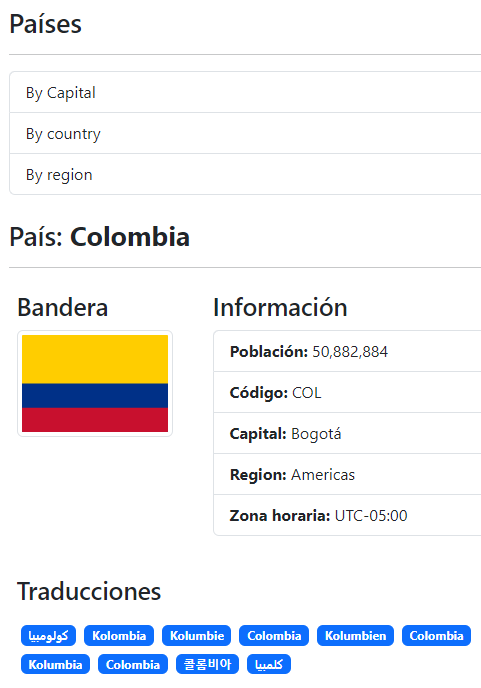 Países
By Capital
By country
By region
País: Colombia
Bandera
Información
Población: 50,882,884
Código: COL
Capital: Bogotá
Region: Americas
Zona horaria: UTC-05:00
Traducciones
كولومبيا Kolombia Kolumbie Colombia Kolumbien Colombia
Kolumbia Colombia 콜롬비아 کلمبیا